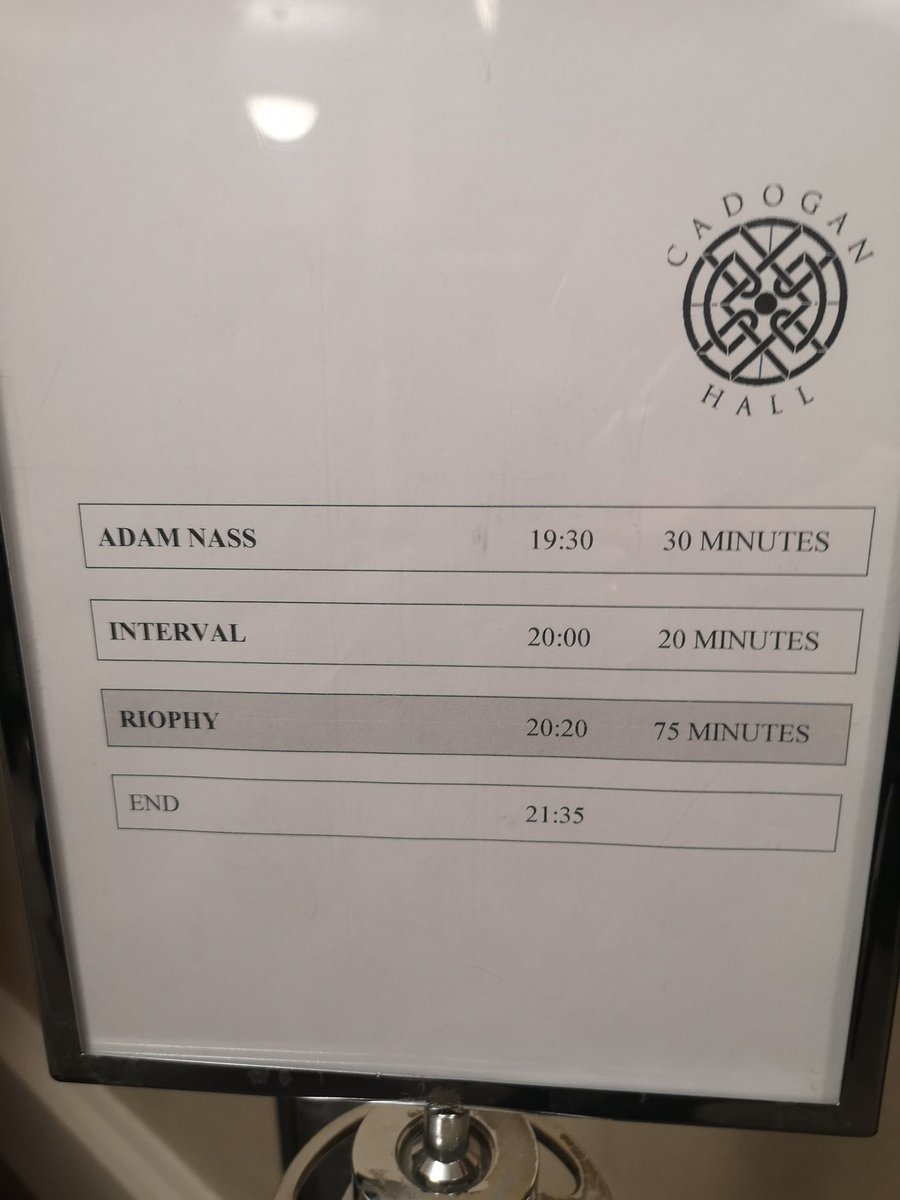 CADOGAN
HALL
ADAM NASS 19:30 30 MINUTES
INTERVAL 20:00 20 MINUTES
RIOPHY 20:20 75 MINUTES
END 21:35